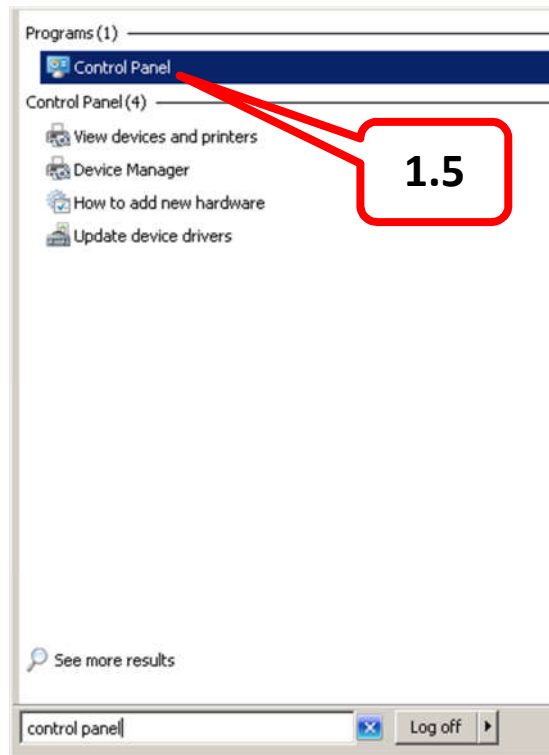 Programs (1)
Control Panel
Control Panel (4)
View devices and printers
Device Manager
1.5
How to add new hardware
Update device drivers
See more results
control panel
Log off